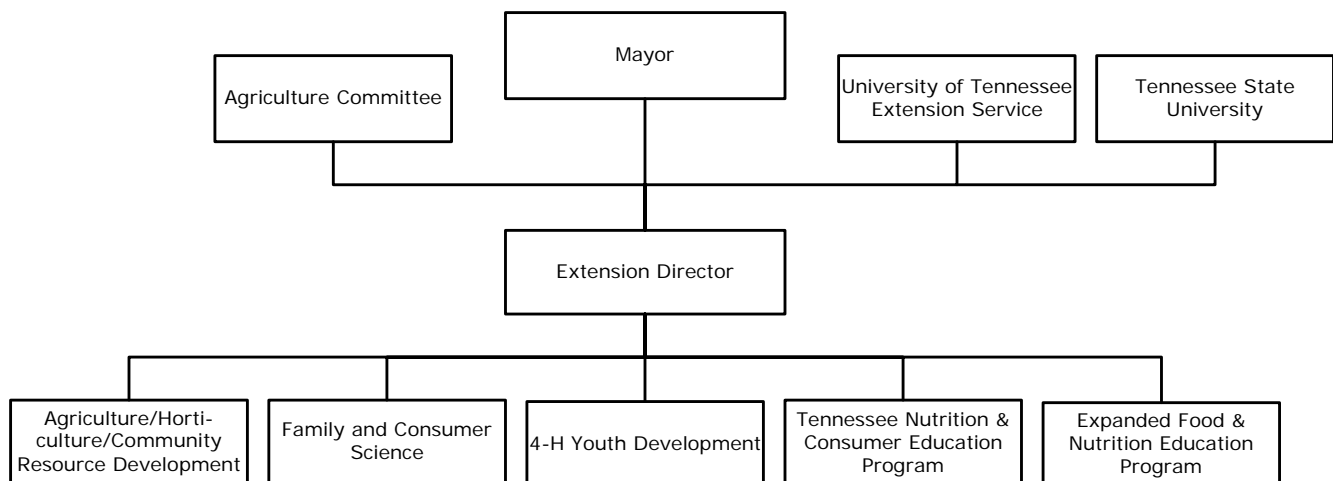 Mayor
Agriculture Committee
University of Tennessee
Extension Service
Tennessee State
University
Extension Director
Agriculture/Horti-
culture/Community
Resource Development
Family and Consumer
Science
4-H Youth Development
Tennessee Nutrition &
Consumer Education
Program
Expanded Food &
Nutrition Education
Program